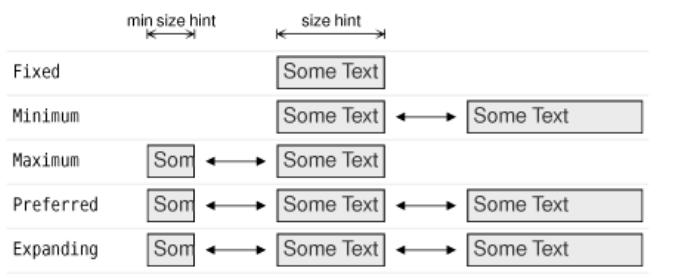 min size hint size hint
Fixed Some Text
Minimum Some Text Some Text
Maximum Som Some Text
Preferred Som Some Text Some Text
Expanding Som Some Text Some Text